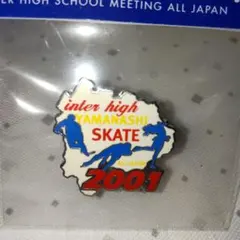 ER HIGH SCHOOL MEETING ALL JAPAN
inter high
YAMANASHI
SKATE
2001